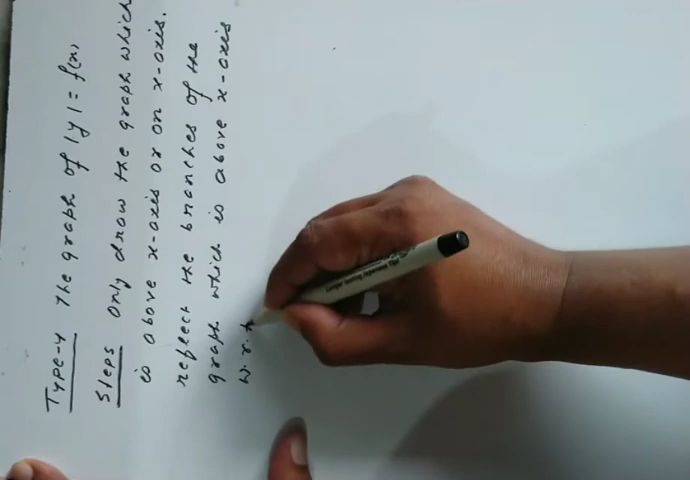 Type-4 The graph of |y| = f(x)
Steps only draw the graph which
is above x-axis or on x-axis.
reflect the branches of the
graph which is above x-axis
w.r.t